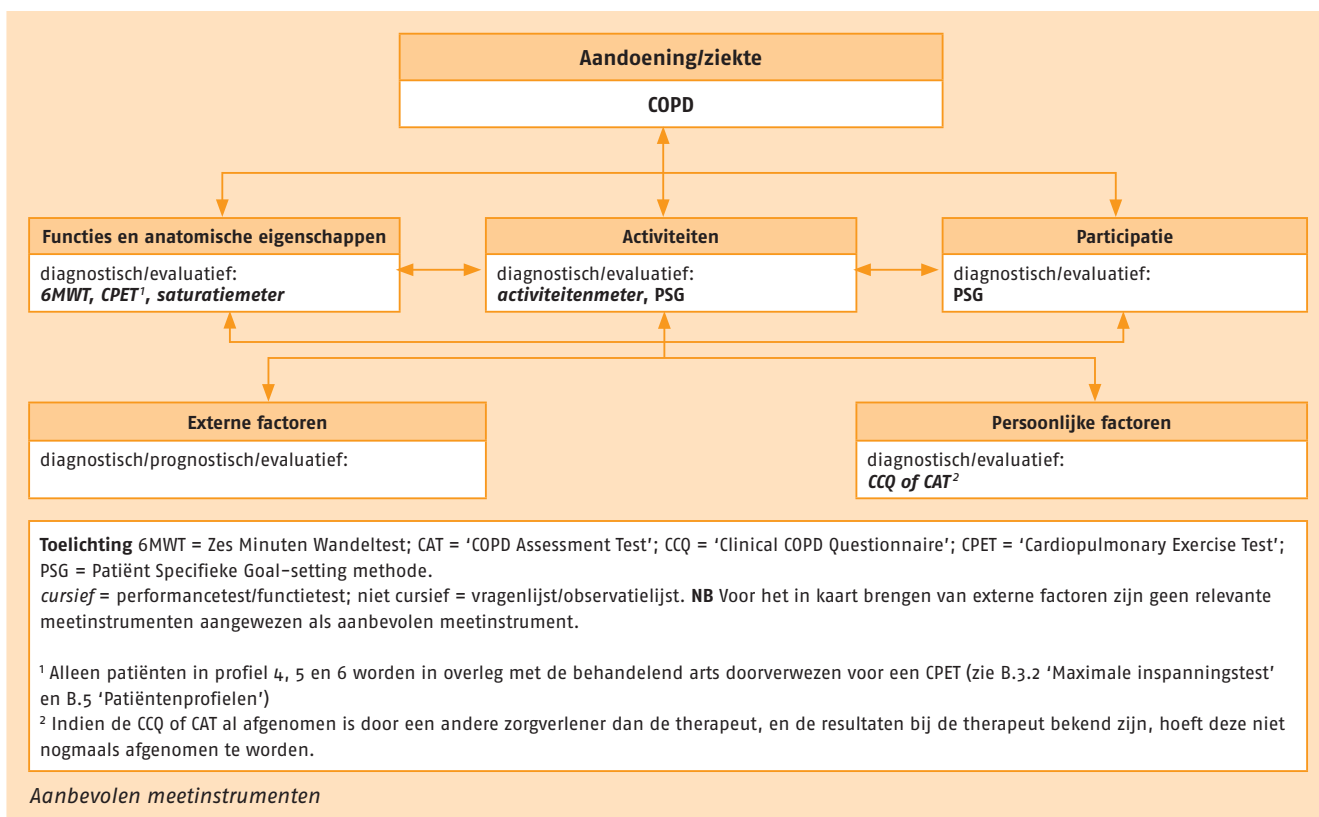 Aandoening/ziekte
COPD
Functies en anatomische eigenschappen
diagnostisch/evaluatief:
6MWT, CPET¹, saturatiemeter
Activiteiten
diagnostisch/evaluatief:
activiteitenmeter, PSG
Participatie
diagnostisch/evaluatief:
PSG
Externe factoren
diagnostisch/prognostisch/evaluatief:
Persoonlijke factoren
diagnostisch/evaluatief:
CCQ of CAT²
Toelichting 6MWT = Zes Minuten Wandeltest; CAT = ‘COPD Assessment Test’; CCQ = ‘Clinical COPD Questionnaire’; CPET = ‘Cardiopulmonary Exercise Test’;
PSG = Patiënt Specifieke Goal-setting methode.
cursief = performancetest/functietest; niet cursief = vragenlijst/observatielijst. NB Voor het in kaart brengen van externe factoren zijn geen relevante
meetinstrumenten aangewezen als aanbevolen meetinstrument.
¹ Alleen patiënten in profiel 4, 5 en 6 worden in overleg met de behandelend arts doorverwezen voor een CPET (zie B.3.2 ‘Maximale inspanningstest’
en B.5 ‘Patiëntenprofielen’)
² Indien de CCQ of CAT al afgenomen is door een andere zorgverlener dan de therapeut, en de resultaten bij de therapeut bekend zijn, hoeft deze niet
nogmaals afgenomen te worden.
Aanbevolen meetinstrumenten